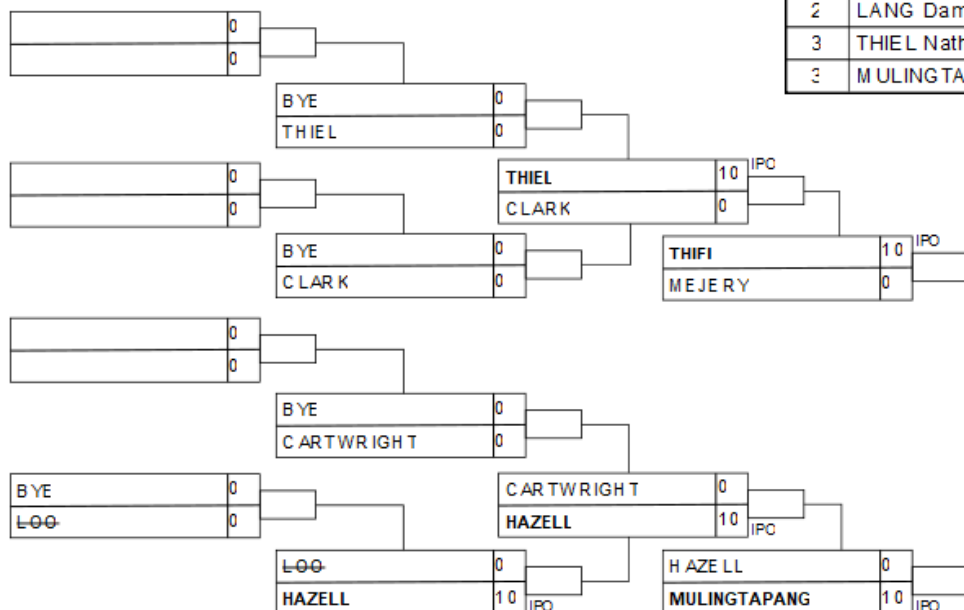 0
0
2 LANG Dam
3 THIEL Nath
3 MULINGTA
BYE 0
THIEL 0
0
0
THIEL 10 IPO
CLARK 0
BYE 0
CLARK 0
THIFI 10 IPO
MEJERY 0
0
0
BYE 0
CARTWRIGHT 0
BYE 0
LOO 0
CARTWRIGHT 0
HAZELL 10 IPO
LOO 0
HAZELL 10 IPO
HAZELL 0
MULINGTAPANG 10 IPO